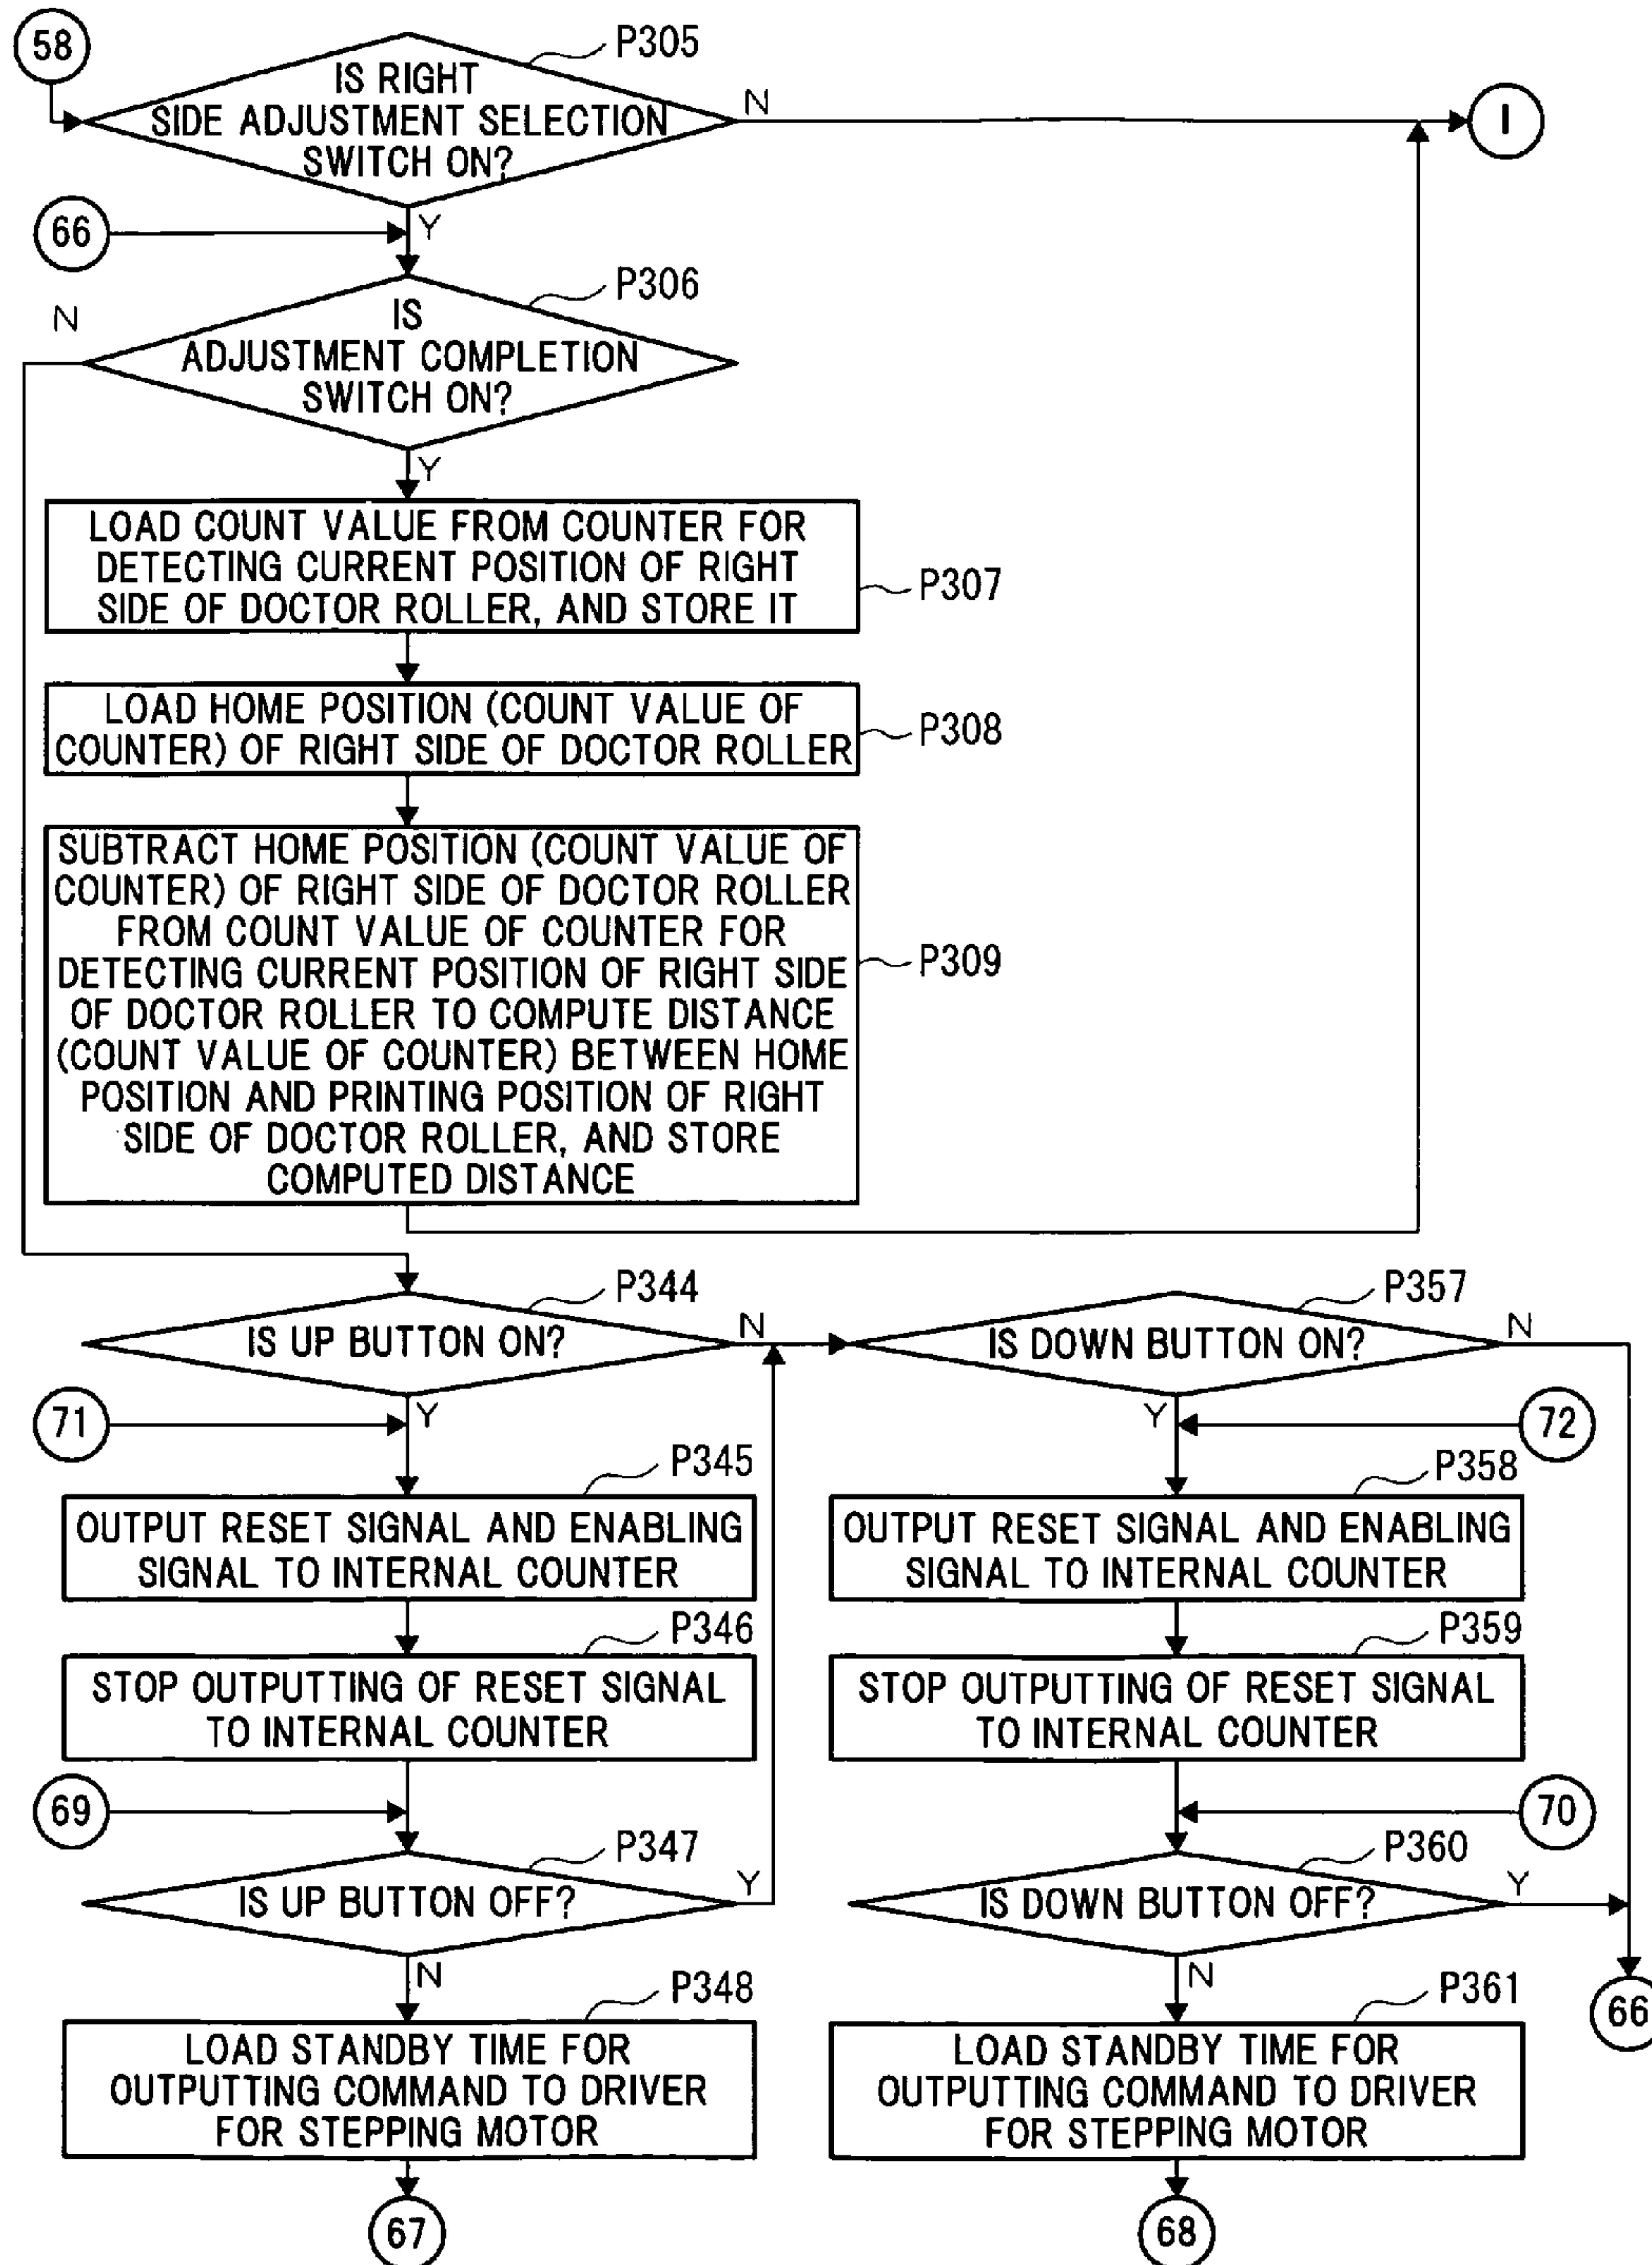 58
P305
IS RIGHT
SIDE ADJUSTMENT SELECTION
SWITCH ON?
N
I
Y
66
P306
N
IS
ADJUSTMENT COMPLETION
SWITCH ON?
Y
LOAD COUNT VALUE FROM COUNTER FOR
DETECTING CURRENT POSITION OF RIGHT
SIDE OF DOCTOR ROLLER, AND STORE IT
P307
LOAD HOME POSITION (COUNT VALUE OF
COUNTER) OF RIGHT SIDE OF DOCTOR ROLLER
P308
SUBTRACT HOME POSITION (COUNT VALUE OF
COUNTER) OF RIGHT SIDE OF DOCTOR ROLLER
FROM COUNT VALUE OF COUNTER FOR
DETECTING CURRENT POSITION OF RIGHT SIDE
OF DOCTOR ROLLER TO COMPUTE DISTANCE
(COUNT VALUE OF COUNTER) BETWEEN HOME
POSITION AND PRINTING POSITION OF RIGHT
SIDE OF DOCTOR ROLLER, AND STORE
COMPUTED DISTANCE
P309
P344
IS UP BUTTON ON?
N
P357
IS DOWN BUTTON ON?
N
71
Y
Y
72
P345
OUTPUT RESET SIGNAL AND ENABLING
SIGNAL TO INTERNAL COUNTER
P358
OUTPUT RESET SIGNAL AND ENABLING
SIGNAL TO INTERNAL COUNTER
P346
STOP OUTPUTTING OF RESET SIGNAL
TO INTERNAL COUNTER
P359
STOP OUTPUTTING OF RESET SIGNAL
TO INTERNAL COUNTER
69
70
P347
IS UP BUTTON OFF?
Y
P360
IS DOWN BUTTON OFF?
Y
N
N
66
P348
LOAD STANDBY TIME FOR
OUTPUTTING COMMAND TO DRIVER
FOR STEPPING MOTOR
P361
LOAD STANDBY TIME FOR
OUTPUTTING COMMAND TO DRIVER
FOR STEPPING MOTOR
67
68